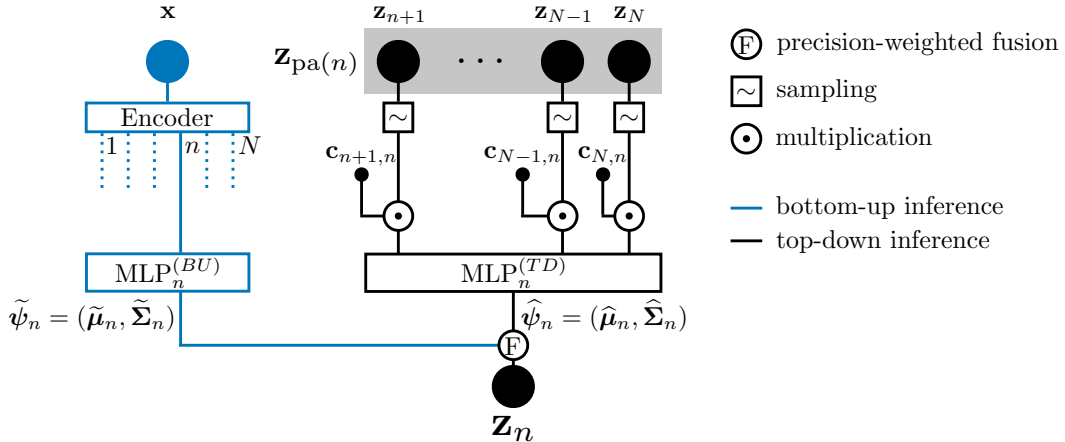 x
z_{n+1}
z_{N−1}
z_N
z_{pa(n)}
· · ·
F precision-weighted fusion
∼ sampling
multiplication
Encoder
1
n
N
∼
∼
∼
c_{n+1,n}
c_{N−1,n}
c_{N,n}
bottom-up inference
top-down inference
MLP_n^{(BU)}
MLP_n^{(TD)}
ψ̃_n = (μ̃_n, Σ̃_n)
ψ̂_n = (μ̂_n, Σ̂_n)
F
z_n